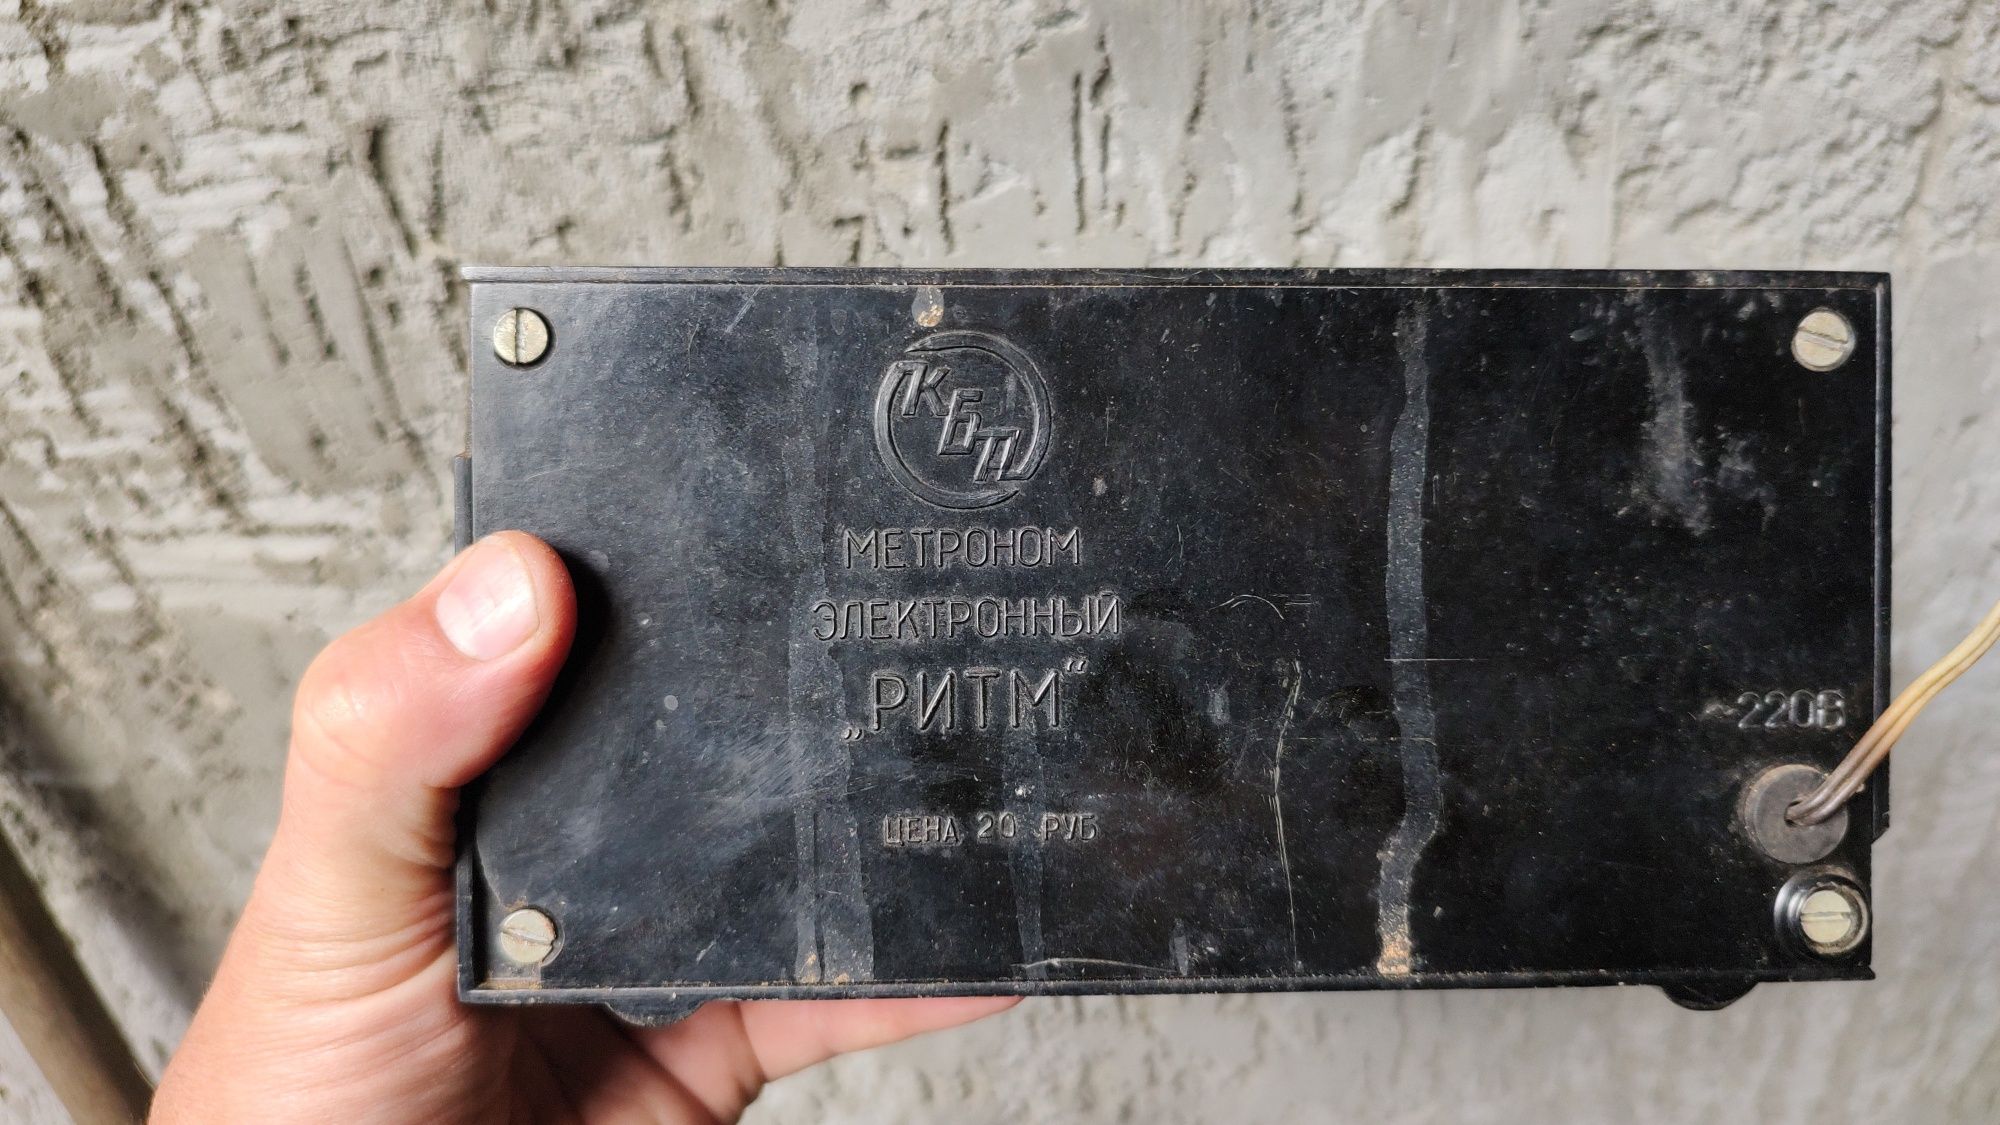 КБП
МЕТРОНОМ
ЭЛЕКТРОННЫЙ
„РИТМ“
ЦЕНА 20 РУБ
~220В